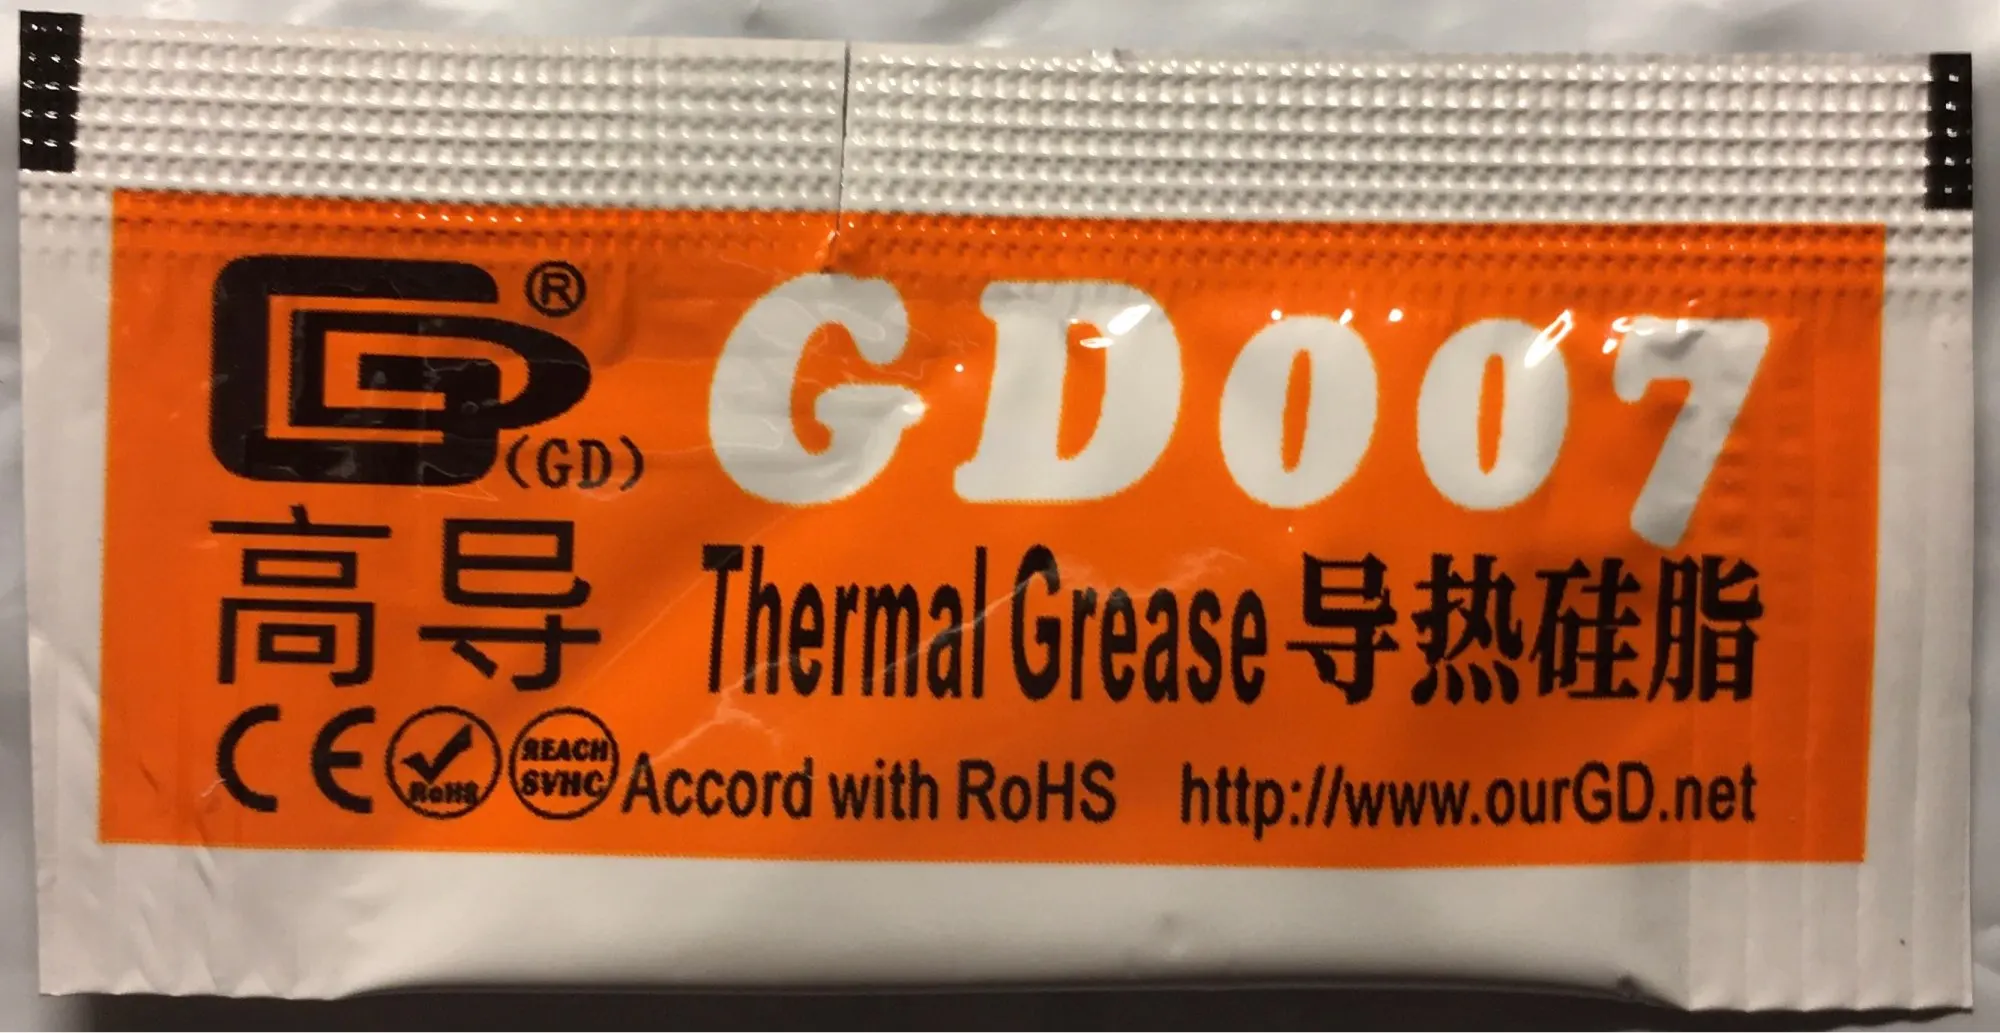 ®
(GD)
GD007
高导
Thermal Grease 导热硅脂
CE RoHS REACH SVHC Accord with RoHS http://www.ourGD.net